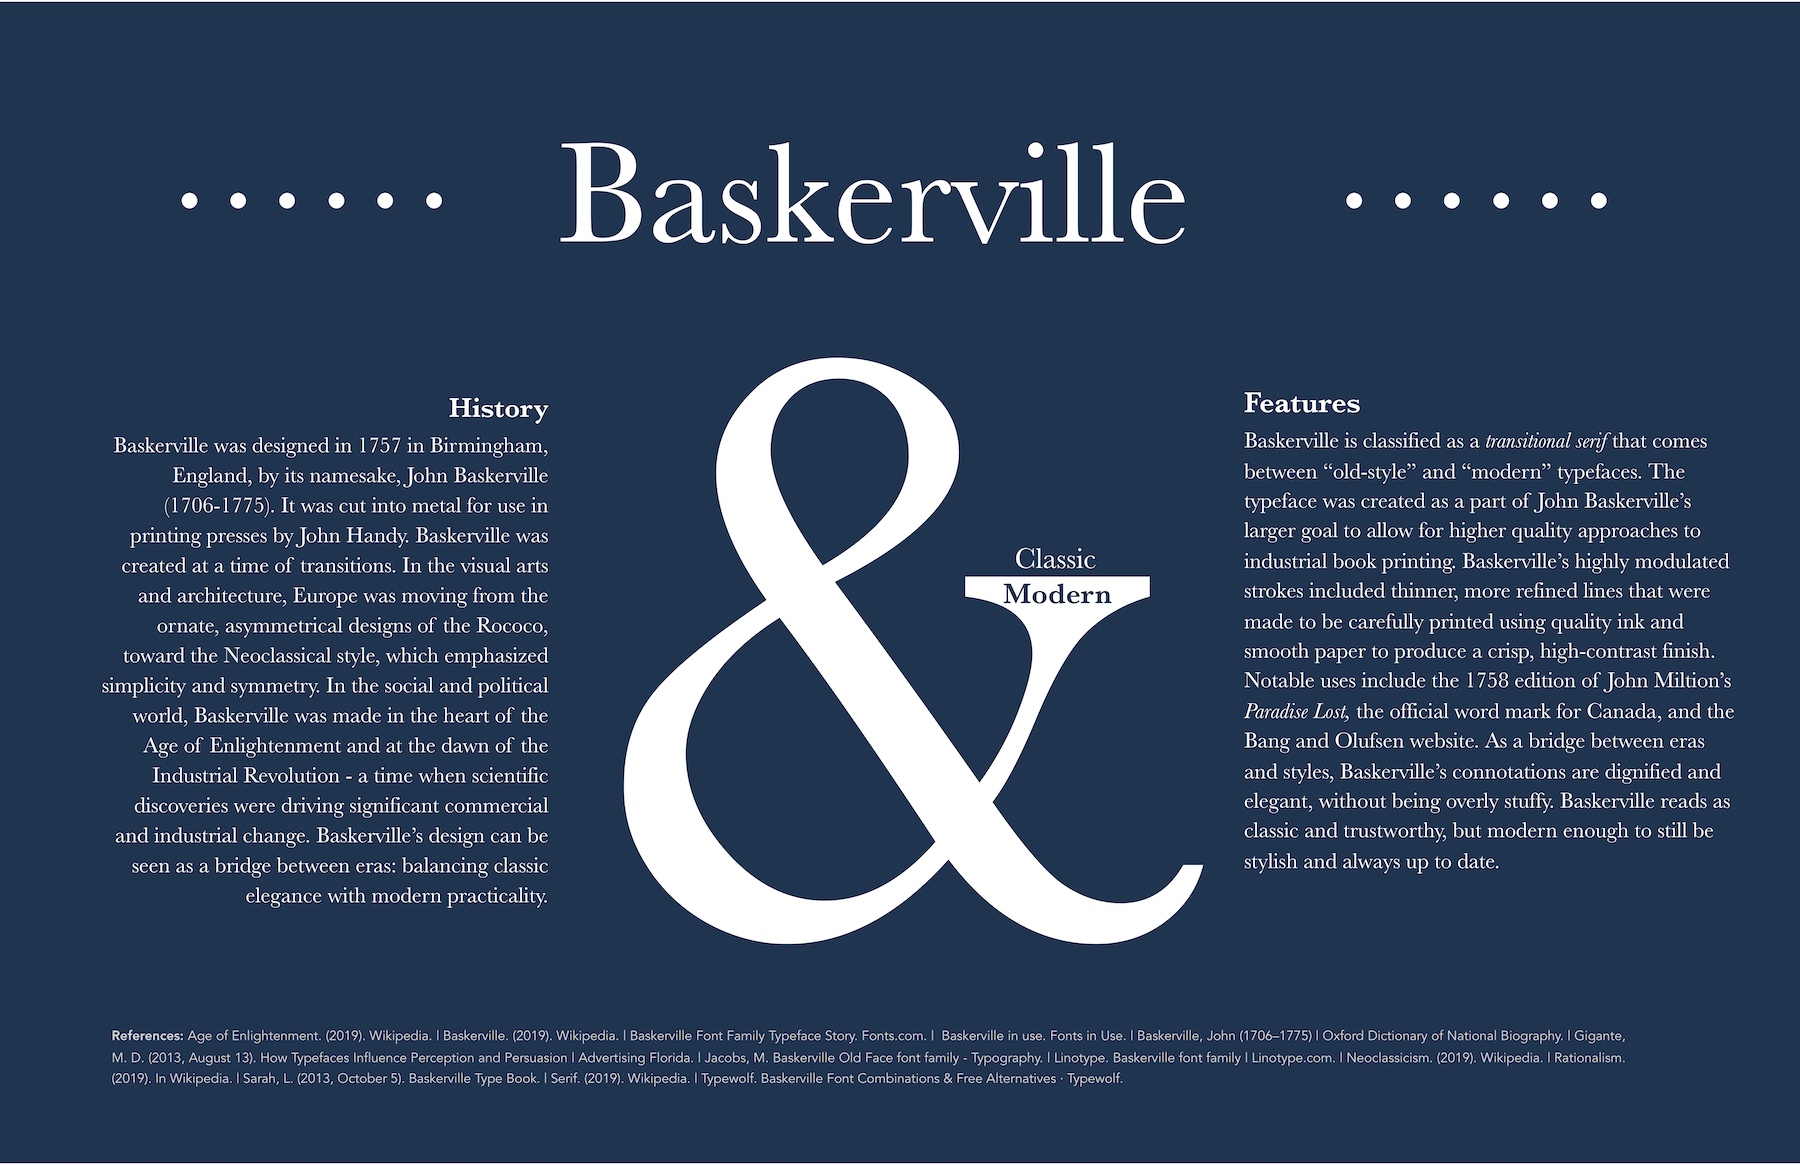 Baskerville
History
Baskerville was designed in 1757 in Birmingham,
England, by its namesake, John Baskerville
(1706-1775). It was cut into metal for use in
printing presses by John Handy. Baskerville was
created at a time of transitions. In the visual arts
and architecture, Europe was moving from the
ornate, asymmetrical designs of the Rococo,
toward the Neoclassical style, which emphasized
simplicity and symmetry. In the social and political
world, Baskerville was made in the heart of the
Age of Enlightenment and at the dawn of the
Industrial Revolution - a time when scientific
discoveries were driving significant commercial
and industrial change. Baskerville’s design can be
seen as a bridge between eras: balancing classic
elegance with modern practicality.
&
Classic
Modern
Features
Baskerville is classified as a transitional serif that comes
between “old-style” and “modern” typefaces. The
typeface was created as a part of John Baskerville’s
larger goal to allow for higher quality approaches to
industrial book printing. Baskerville’s highly modulated
strokes included thinner, more refined lines that were
made to be carefully printed using quality ink and
smooth paper to produce a crisp, high-contrast finish.
Notable uses include the 1758 edition of John Miltion’s
Paradise Lost, the official word mark for Canada, and the
Bang and Olufsen website. As a bridge between eras
and styles, Baskerville’s connotations are dignified and
elegant, without being overly stuffy. Baskerville reads as
classic and trustworthy, but modern enough to still be
stylish and always up to date.
References: Age of Enlightenment. (2019). Wikipedia. | Baskerville. (2019). Wikipedia. | Baskerville Font Family Typeface Story. Fonts.com. | Baskerville in use. Fonts in Use. | Baskerville, John (1706–1775) | Oxford Dictionary of National Biography. | Gigante,
M. D. (2013, August 13). How Typefaces Influence Perception and Persuasion | Advertising Florida. | Jacobs, M. Baskerville Old Face font family - Typography. | Linotype. Baskerville font family | Linotype.com. | Neoclassicism. (2019). Wikipedia. | Rationalism.
(2019). In Wikipedia. | Sarah, L. (2013, October 5). Baskerville Type Book. | Serif. (2019). Wikipedia. | Typewolf. Baskerville Font Combinations & Free Alternatives · Typewolf.